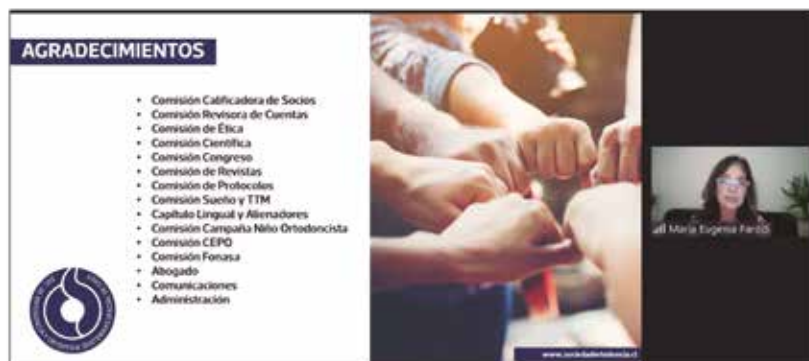 AGRADECIMIENTOS
• Comisión Calificadora de Socios
• Comisión Revisora de Cuentas
• Comisión de Ética
• Comisión Científica
• Comisión Congreso
• Comisión de Revistas
• Comisión de Protocolos
• Comisión Sueño y TTM
• Capítulo Lingual y Alienadores
• Comisión Campaña Niño Ortodoncista
• Comisión CEPO
• Comisión Fonasa
• Abogado
• Comunicaciones
• Administración
María Eugenia